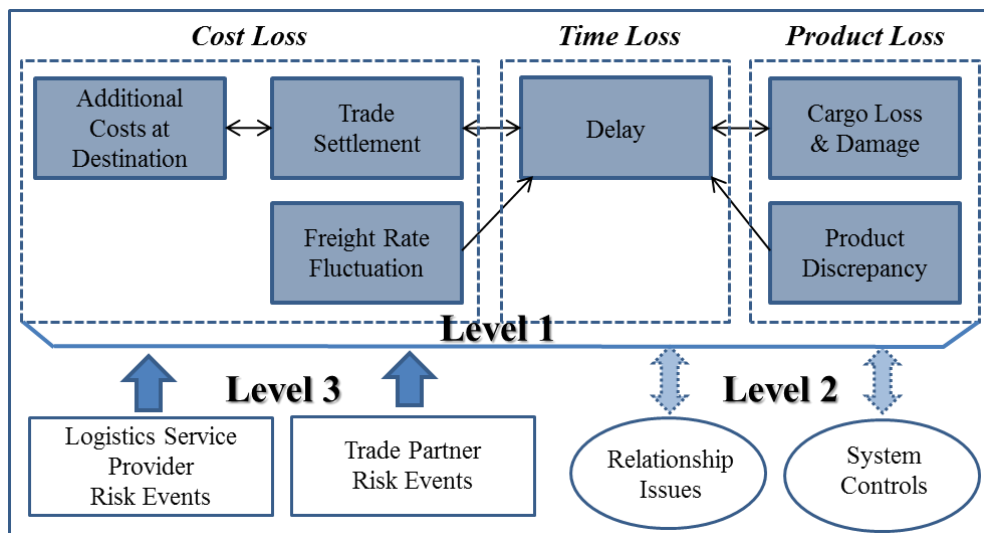 Cost Loss
Time Loss
Product Loss
Additional
Costs at
Destination
Trade
Settlement
Delay
Cargo Loss
& Damage
Freight Rate
Fluctuation
Product
Discrepancy
Level 1
Level 3
Level 2
Logistics Service
Provider
Risk Events
Trade Partner
Risk Events
Relationship
Issues
System
Controls